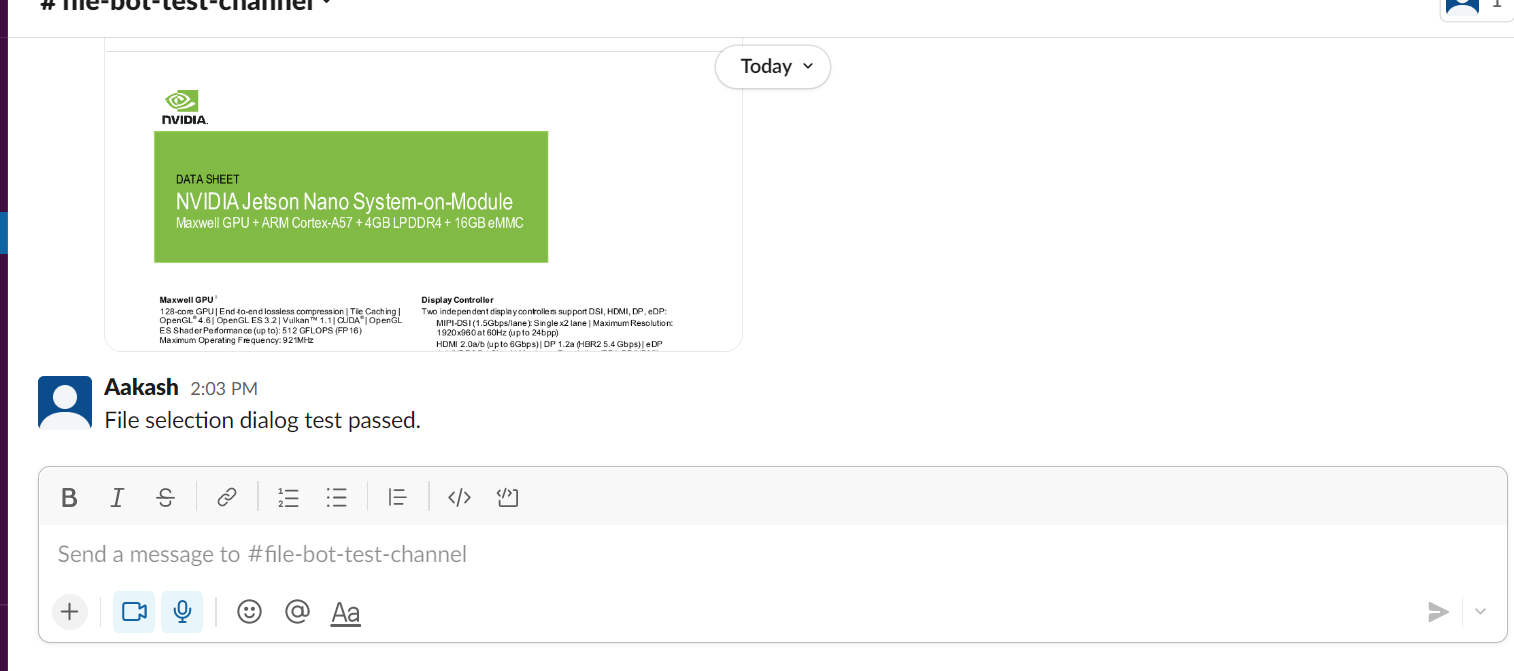 # file-bot-test-channel
1
Today
NVIDIA.
DATA SHEET
NVIDIA Jetson Nano System-on-Module
Maxwell GPU + ARM Cortex-A57 + 4GB LPDDR4 + 16GB eMMC
Maxwell GPU¹
128-core GPU | End-to-end lossless compression | Tile Caching |
OpenGL® 4.6 | OpenGL ES 3.2 | Vulkan™ 1.1 | CUDA® | OpenGL
ES Shader Performance (up to): 512 GFLOPS (FP16)
Maximum Operating Frequency: 921MHz
Display Controller
Two independent display controllers support DSI, HDMI, DP, eDP:
MIPI-DSI (1.5Gbps/lane): Single x2 lane | Maximum Resolution:
1920x960 at 60Hz (up to 24bpp)
HDMI 2.0a/b (up to 6Gbps) | DP 1.2a (HBR2 5.4 Gbps) | eDP
Aakash 2:03 PM
File selection dialog test passed.
Send a message to #file-bot-test-channel
Aa